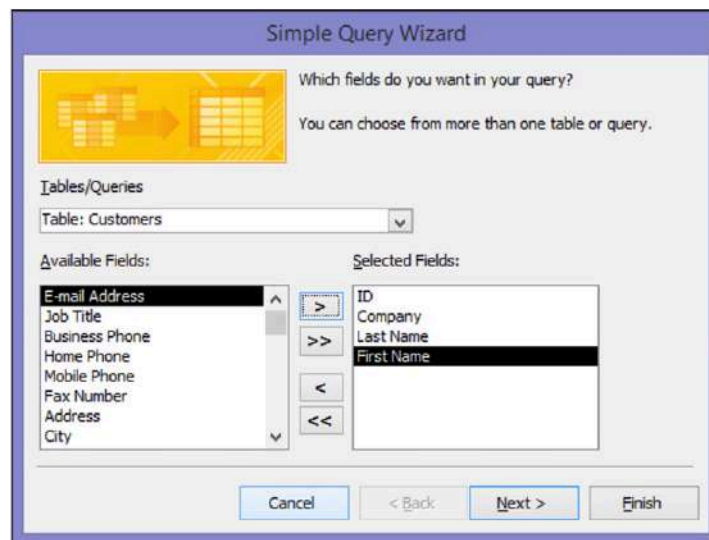 Simple Query Wizard
Which fields do you want in your query?
You can choose from more than one table or query.
Tables/Queries
Table: Customers
Available Fields:
E-mail Address
Job Title
Business Phone
Home Phone
Mobile Phone
Fax Number
Address
City
>
>>
<
<<
Selected Fields:
ID
Company
Last Name
First Name
Cancel
< Back
Next >
Finish